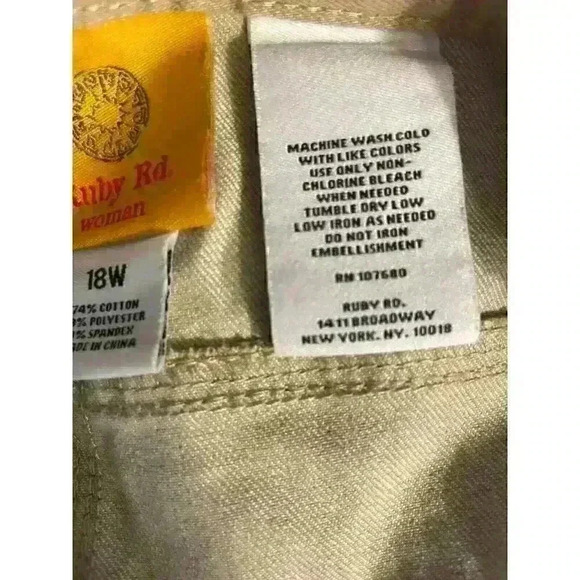 Ruby Rd.
woman
18W
74% COTTON
% POLYESTER
% SPANDEX
MADE IN CHINA
MACHINE WASH COLD
WITH LIKE COLORS
USE ONLY NON-
CHLORINE BLEACH
WHEN NEEDED
TUMBLE DRY LOW
LOW IRON AS NEEDED
DO NOT IRON
EMBELLISHMENT
RN 107680
RUBY RD.
1411 BROADWAY
NEW YORK. NY. 10018